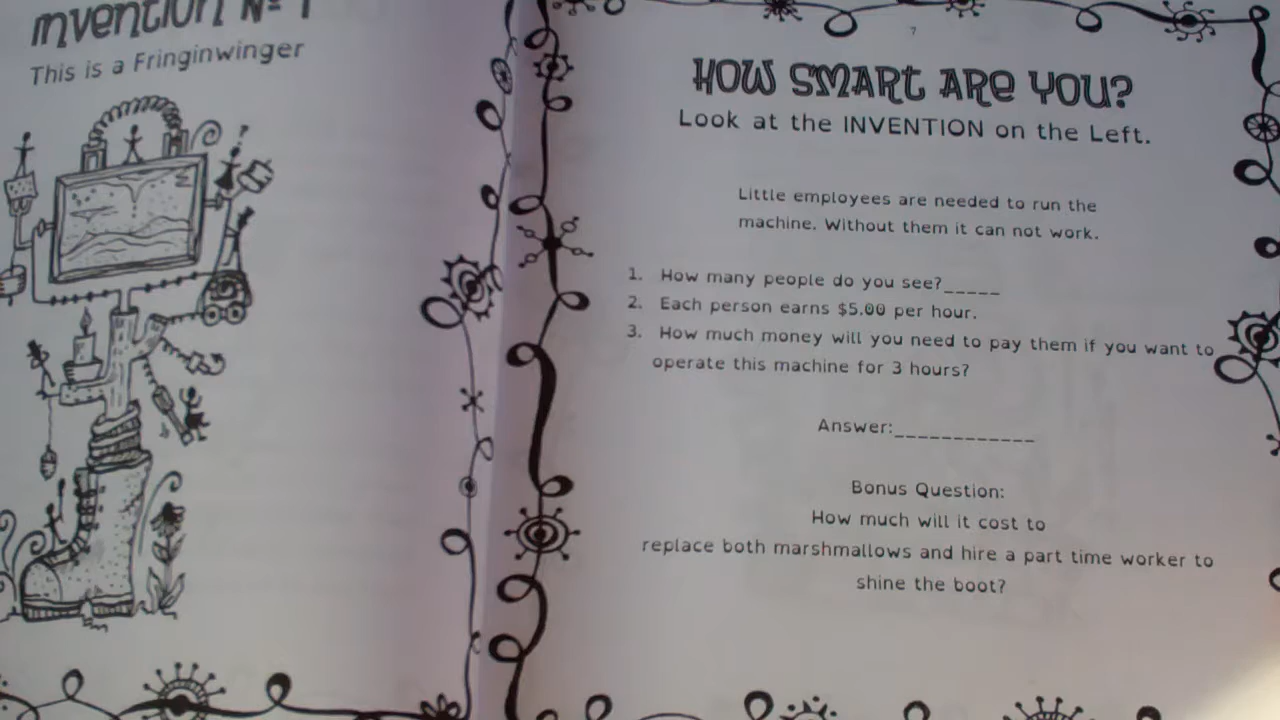 Invention Nº 1
This is a Fringinwinger
7
HOW SMART ARE YOU?
Look at the INVENTION on the Left.
Little employees are needed to run the
machine. Without them it can not work.
1. How many people do you see?_____
2. Each person earns $5.00 per hour.
3. How much money will you need to pay them if you want to
operate this machine for 3 hours?
Answer:____________
Bonus Question:
How much will it cost to
replace both marshmallows and hire a part time worker to
shine the boot?